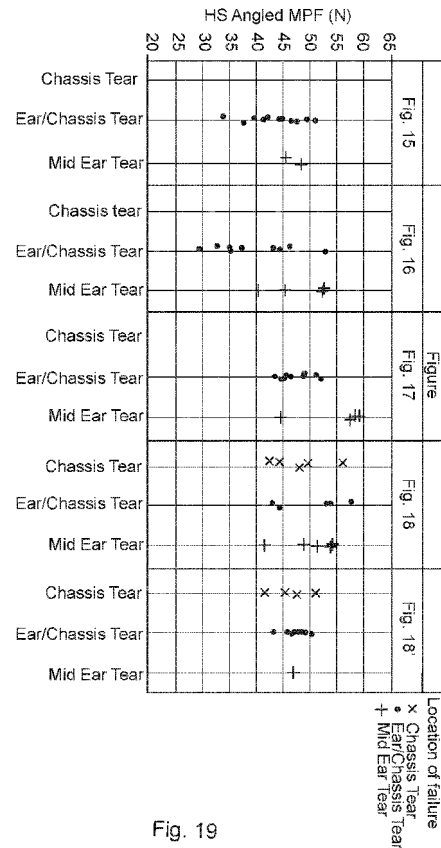 HS Angled MPF (N)
20 25 30 35 40 45 50 55 60 65
Figure
Fig. 15
Chassis Tear
Ear/Chassis Tear
Mid Ear Tear
Fig. 16
Chassis tear
Ear/Chassis Tear
Mid Ear Tear
Fig. 17
Chassis Tear
Ear/Chassis Tear
Mid Ear Tear
Fig. 18
Chassis Tear
Ear/Chassis Tear
Mid Ear Tear
Fig. 18'
Chassis Tear
Ear/Chassis Tear
Mid Ear Tear
Location of failure
× Chassis Tear
• Ear/Chassis Tear
+ Mid Ear Tear
Fig. 19